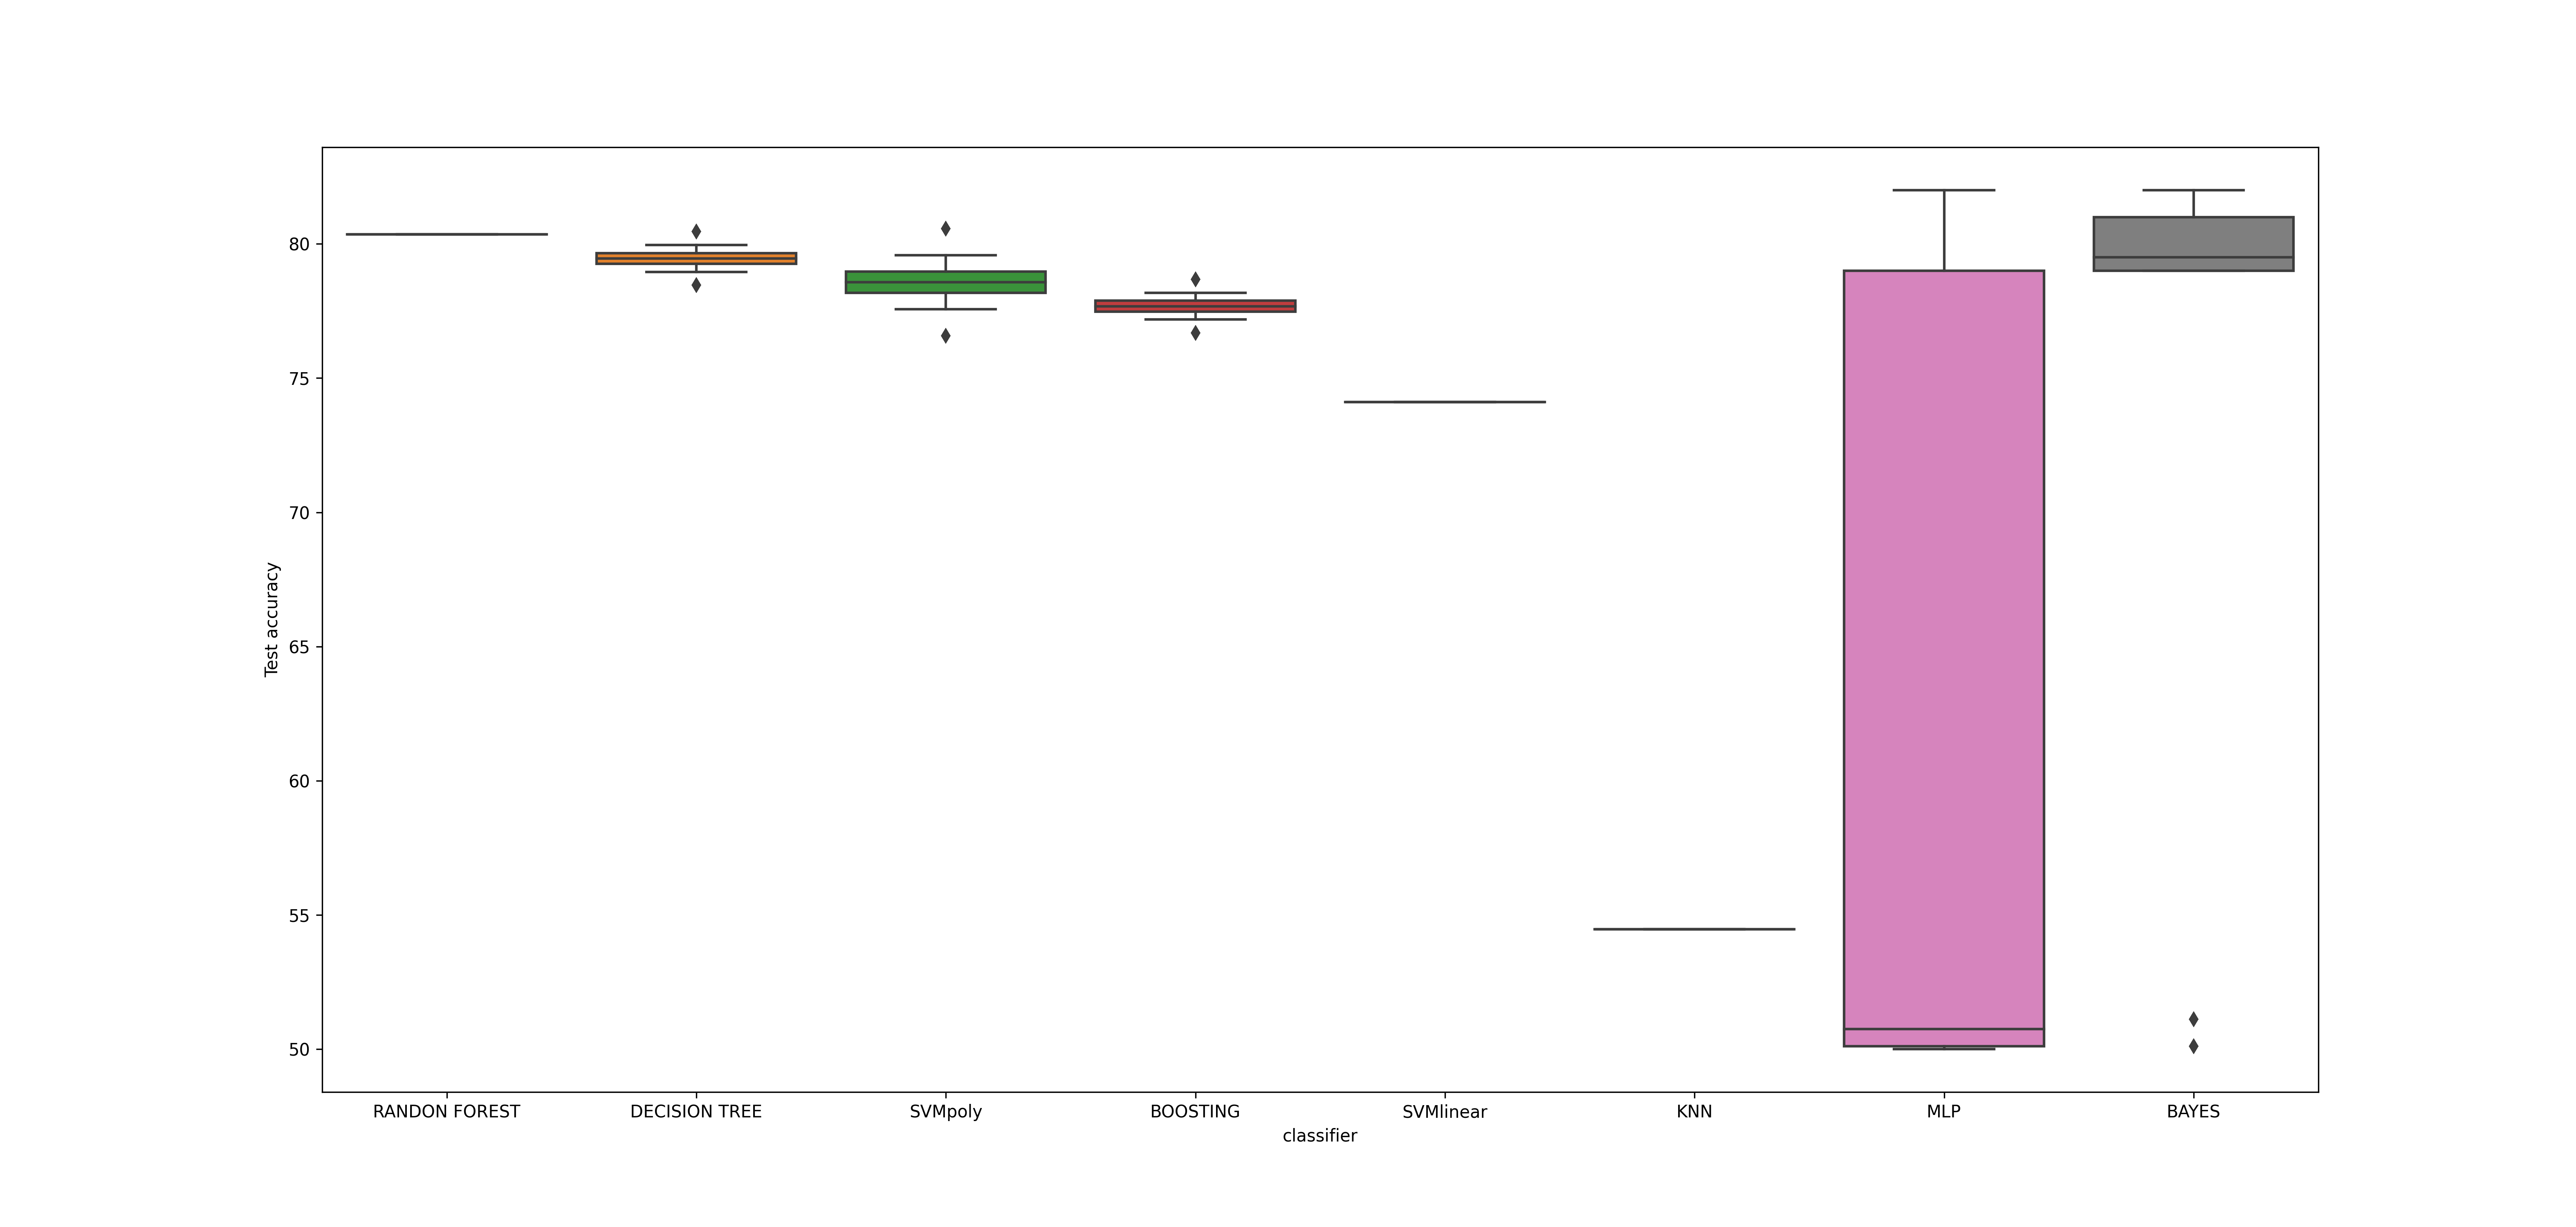 80
75
70
65
60
55
50
Test accuracy
RANDON FOREST
DECISION TREE
SVMpoly
BOOSTING
SVMlinear
KNN
MLP
BAYES
classifier